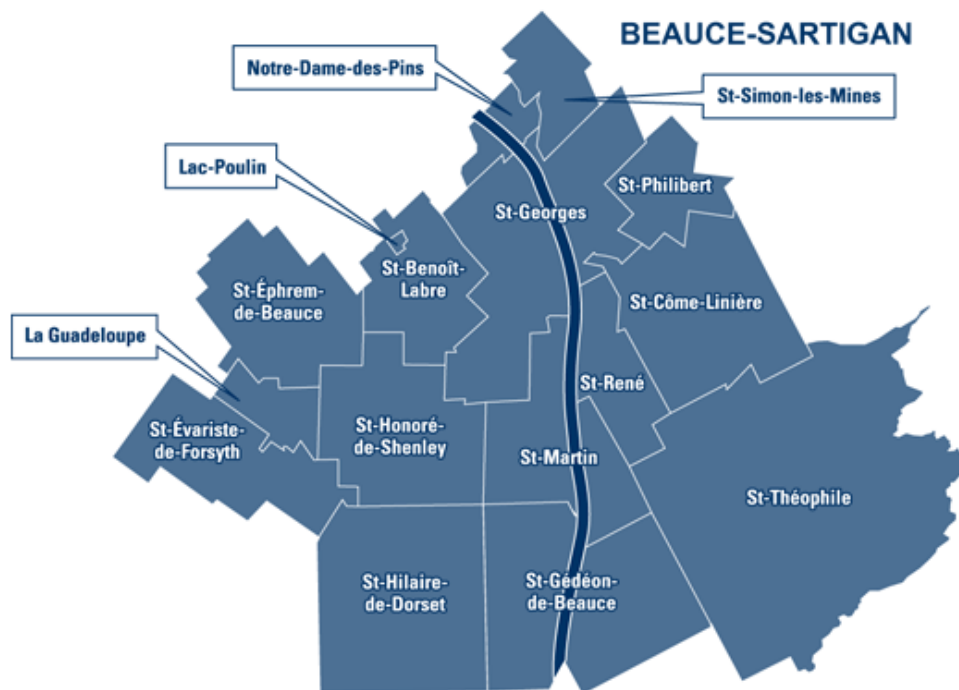 BEAUCE-SARTIGAN
Notre-Dame-des-Pins
St-Simon-les-Mines
Lac-Poulin
St-Philibert
St-Georges
St-Benoît-
Labre
St-Éphrem-
de-Beauce
St-Côme-Linière
La Guadeloupe
St-René
St-Évariste-
de-Forsyth
St-Honoré-
de-Shenley
St-Martin
St-Théophile
St-Hilaire-
de-Dorset
St-Gédéon-
de-Beauce